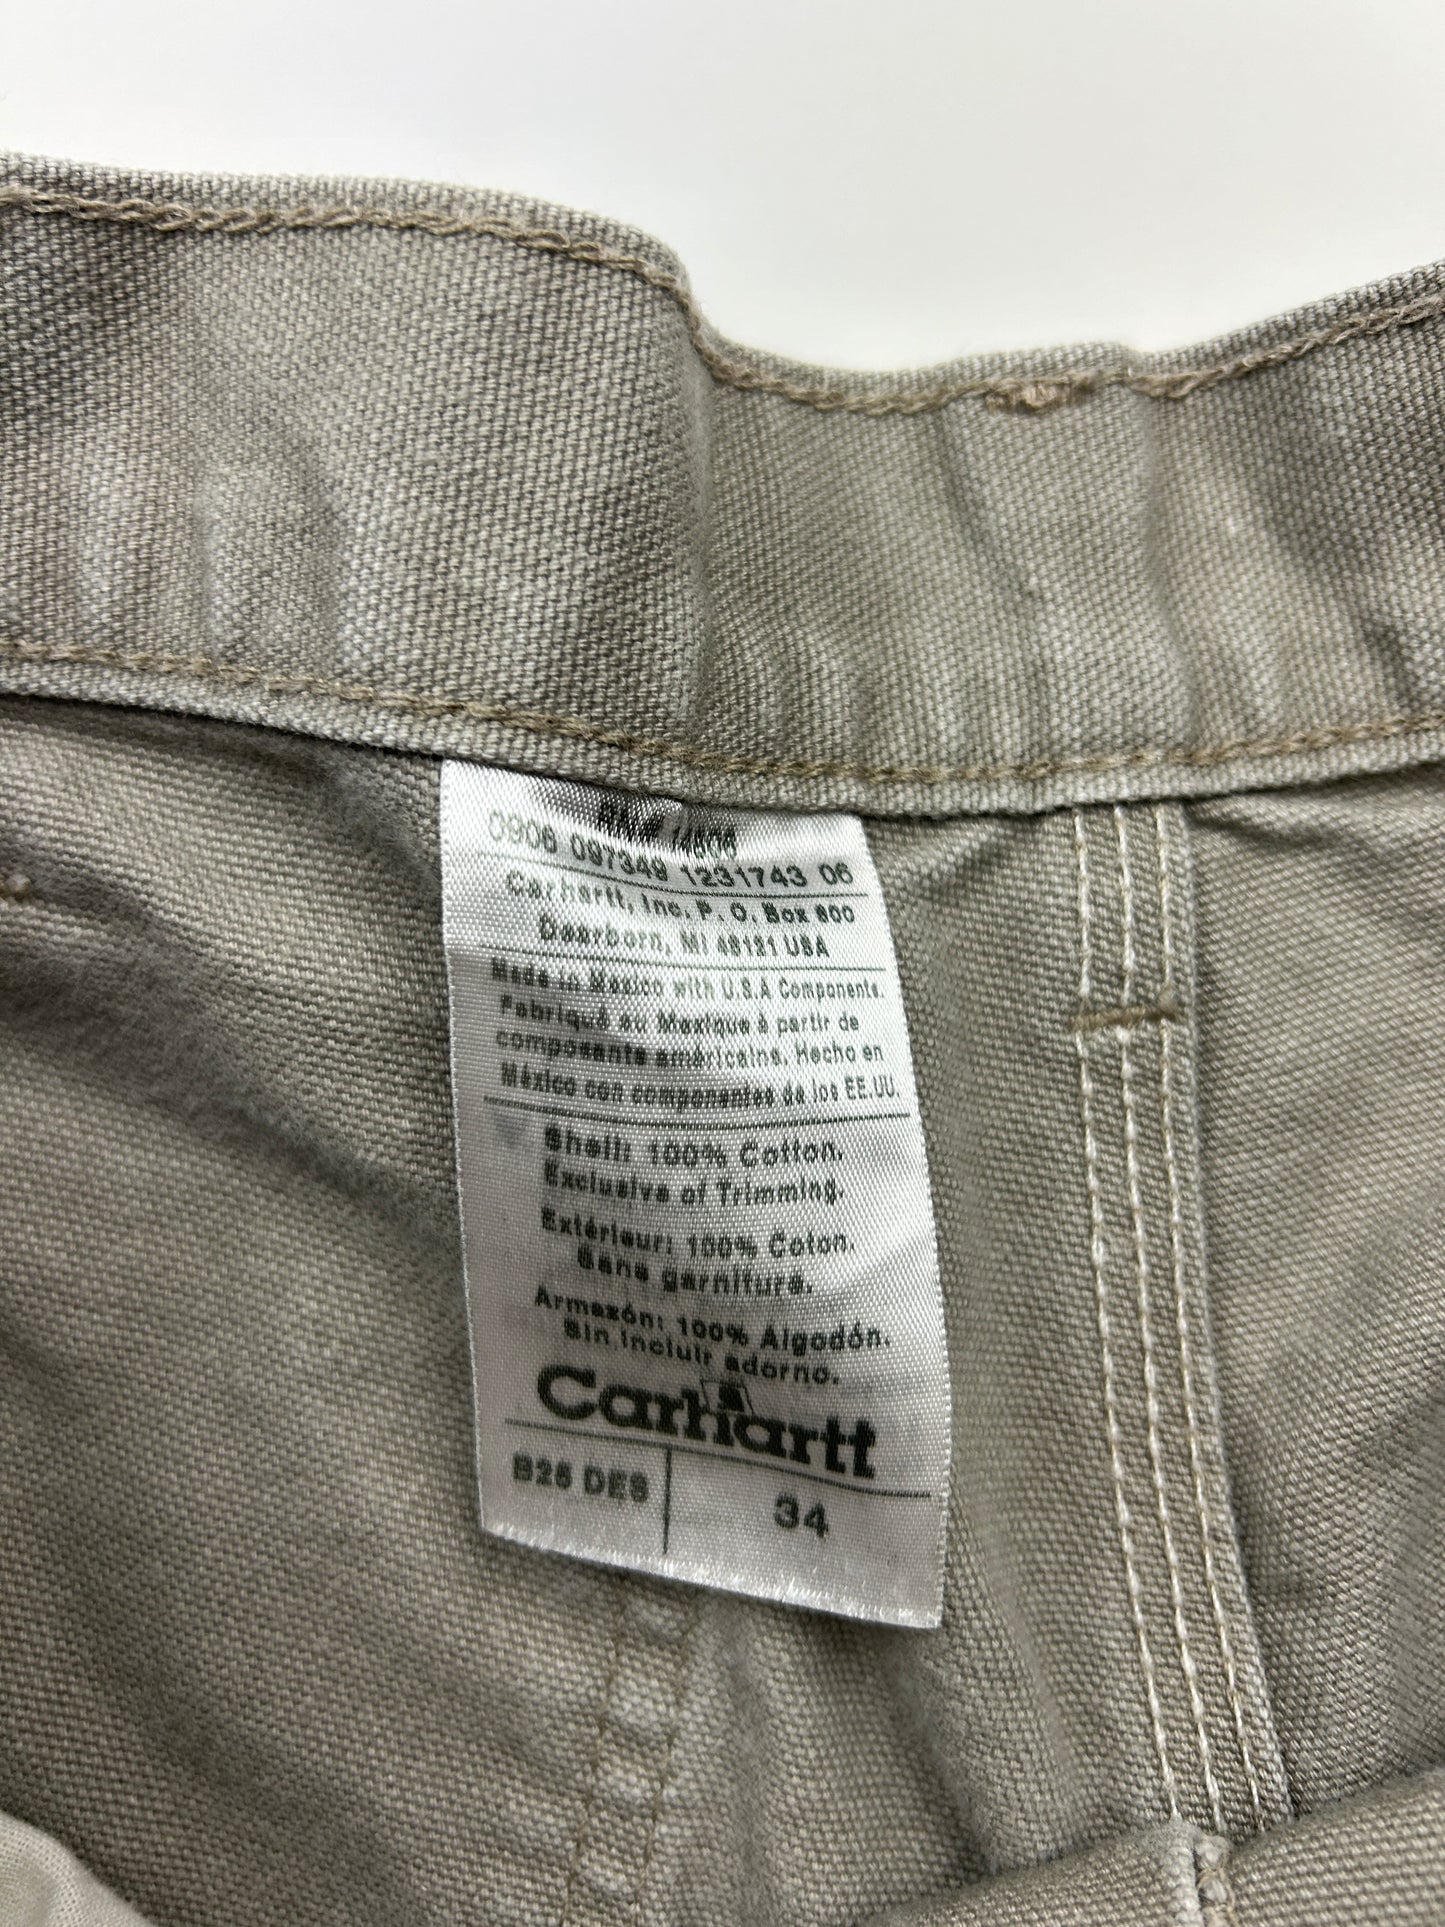 0906 097349 1231743 06
Carhartt, Inc. P. O. Box 600
Dearborn, MI 48121 USA
Made in Mexico with U.S.A Components.
Fabriqué au Mexique à partir de
composants américains. Hecho en
México con componentes de los EE.UU.
Shell: 100% Cotton.
Exclusive of Trimming.
Extérieur: 100% Coton.
Sans garniture.
Armazón: 100% Algodón.
Sin incluir adorno.
Carhartt
B25 DES 34